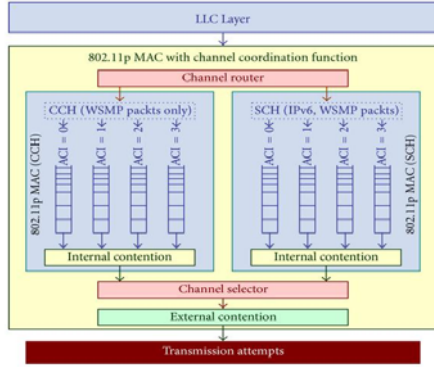 LLC Layer
802.11p MAC with channel coordination function
Channel router
CCH (WSMP packts only)
SCH (IPv6, WSMP packts)
802.11p MAC (CCH)
ACI = 0
ACI = 1
ACI = 2
ACI = 3
ACI = 0
ACI = 1
ACI = 2
ACI = 3
802.11p MAC (SCH)
Internal contention
Internal contention
Channel selector
External contention
Transmission attempts